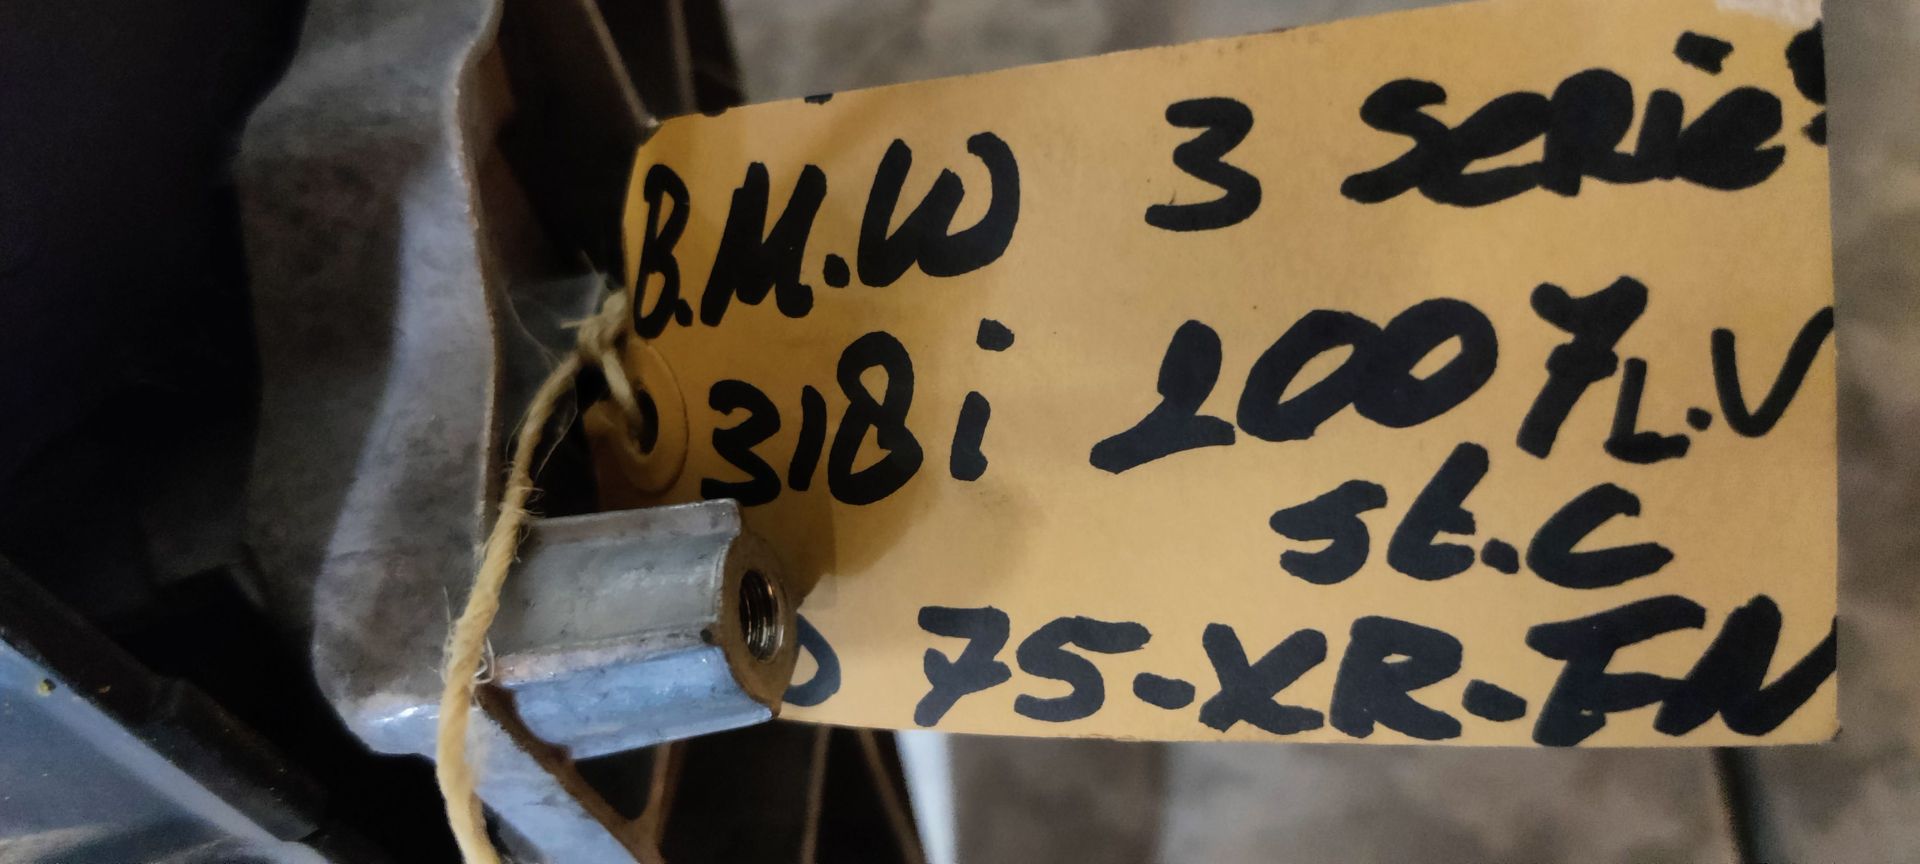 B.M.W 3 serie
318i 2007 L.V
st.c
75-XR-FN